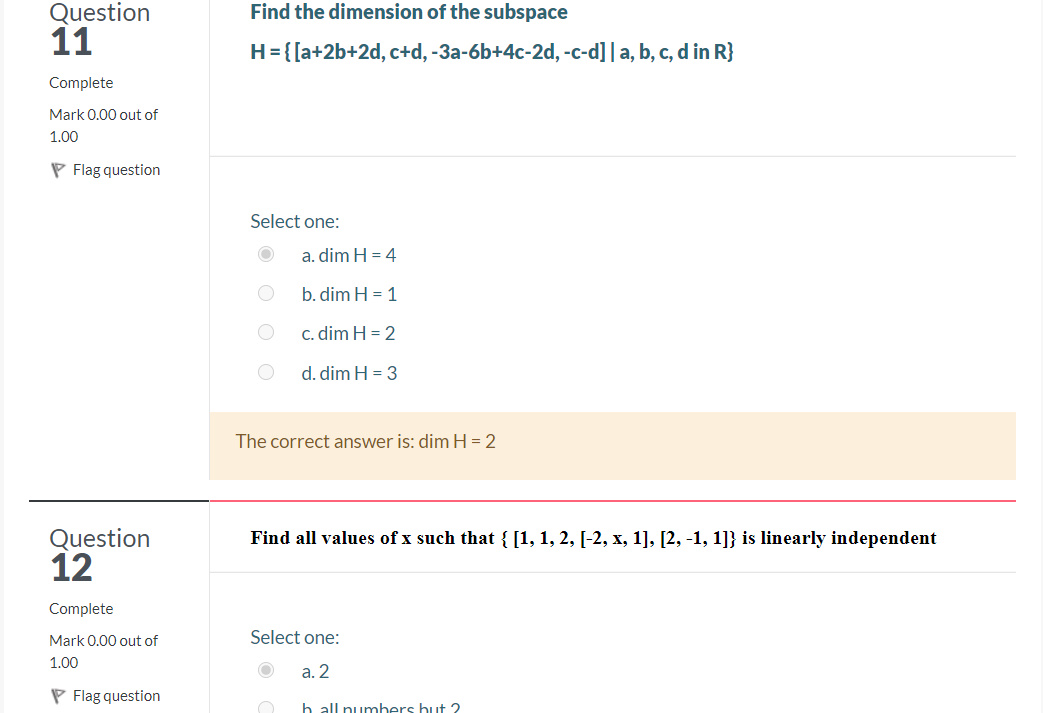 Question
11
Complete
Mark 0.00 out of
1.00
Flag question
Find the dimension of the subspace
H = { [a+2b+2d, c+d, -3a-6b+4c-2d, -c-d] | a, b, c, d in R}
Select one:
a. dim H = 4
b. dim H = 1
c. dim H = 2
d. dim H = 3
The correct answer is: dim H = 2
Question
12
Complete
Mark 0.00 out of
1.00
Flag question
Find all values of x such that { [1, 1, 2, [-2, x, 1], [2, -1, 1]} is linearly independent
Select one:
a. 2
b. all numbers but 2